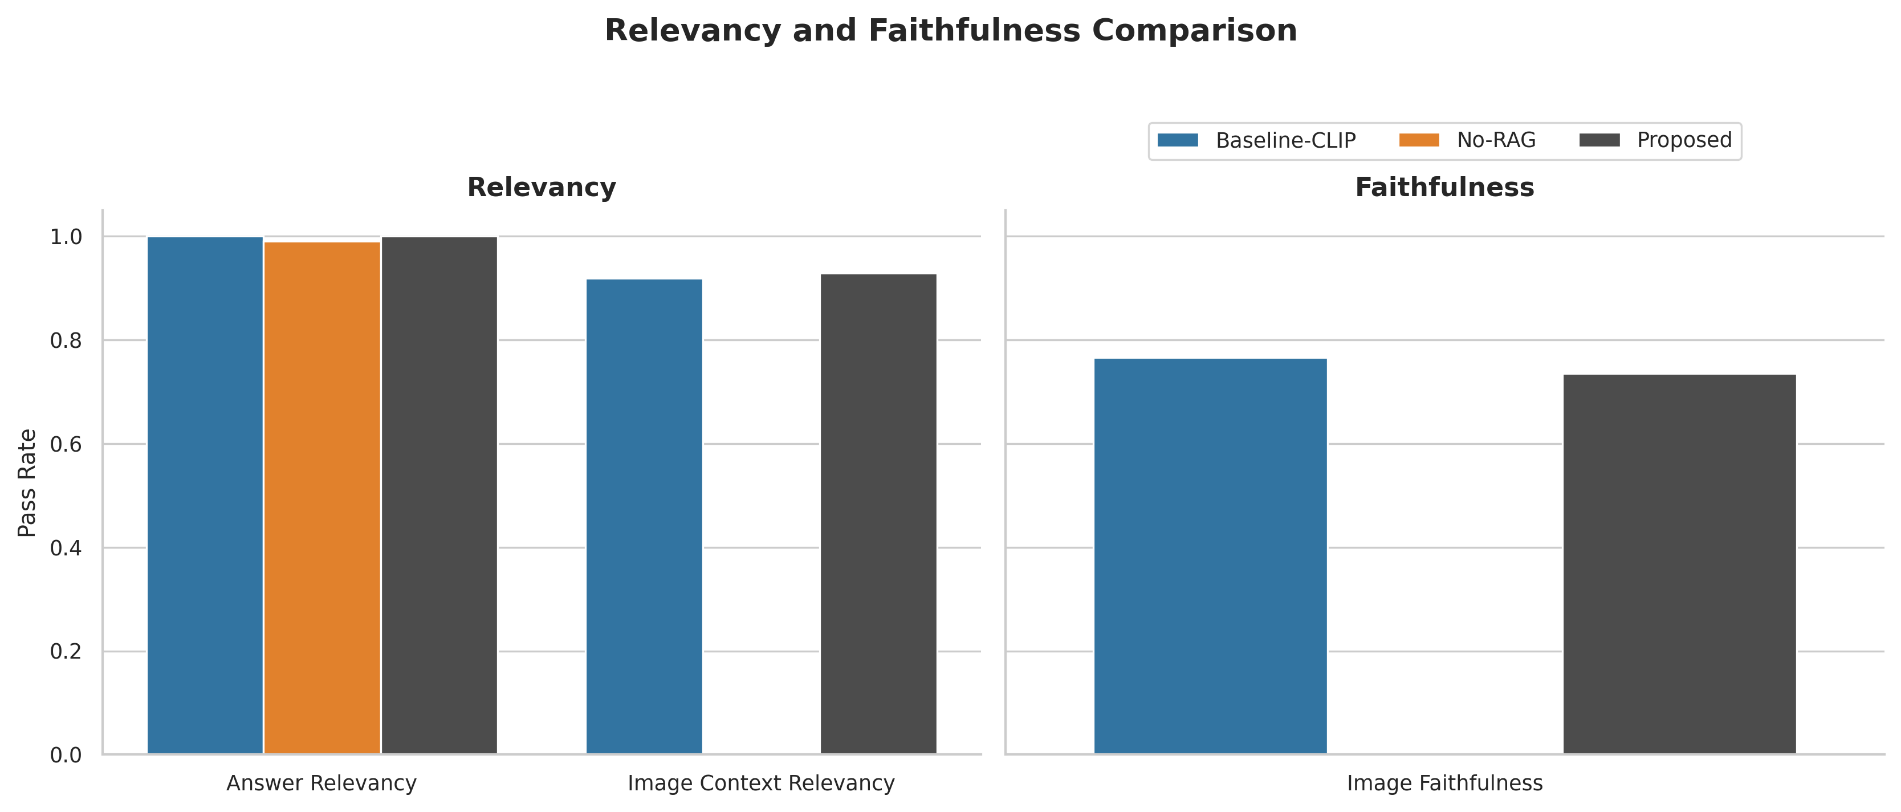 Relevancy and Faithfulness Comparison
Baseline-CLIP No-RAG Proposed
Relevancy
Faithfulness
1.0
0.8
0.6
0.4
0.2
0.0
Pass Rate
Answer Relevancy
Image Context Relevancy
Image Faithfulness